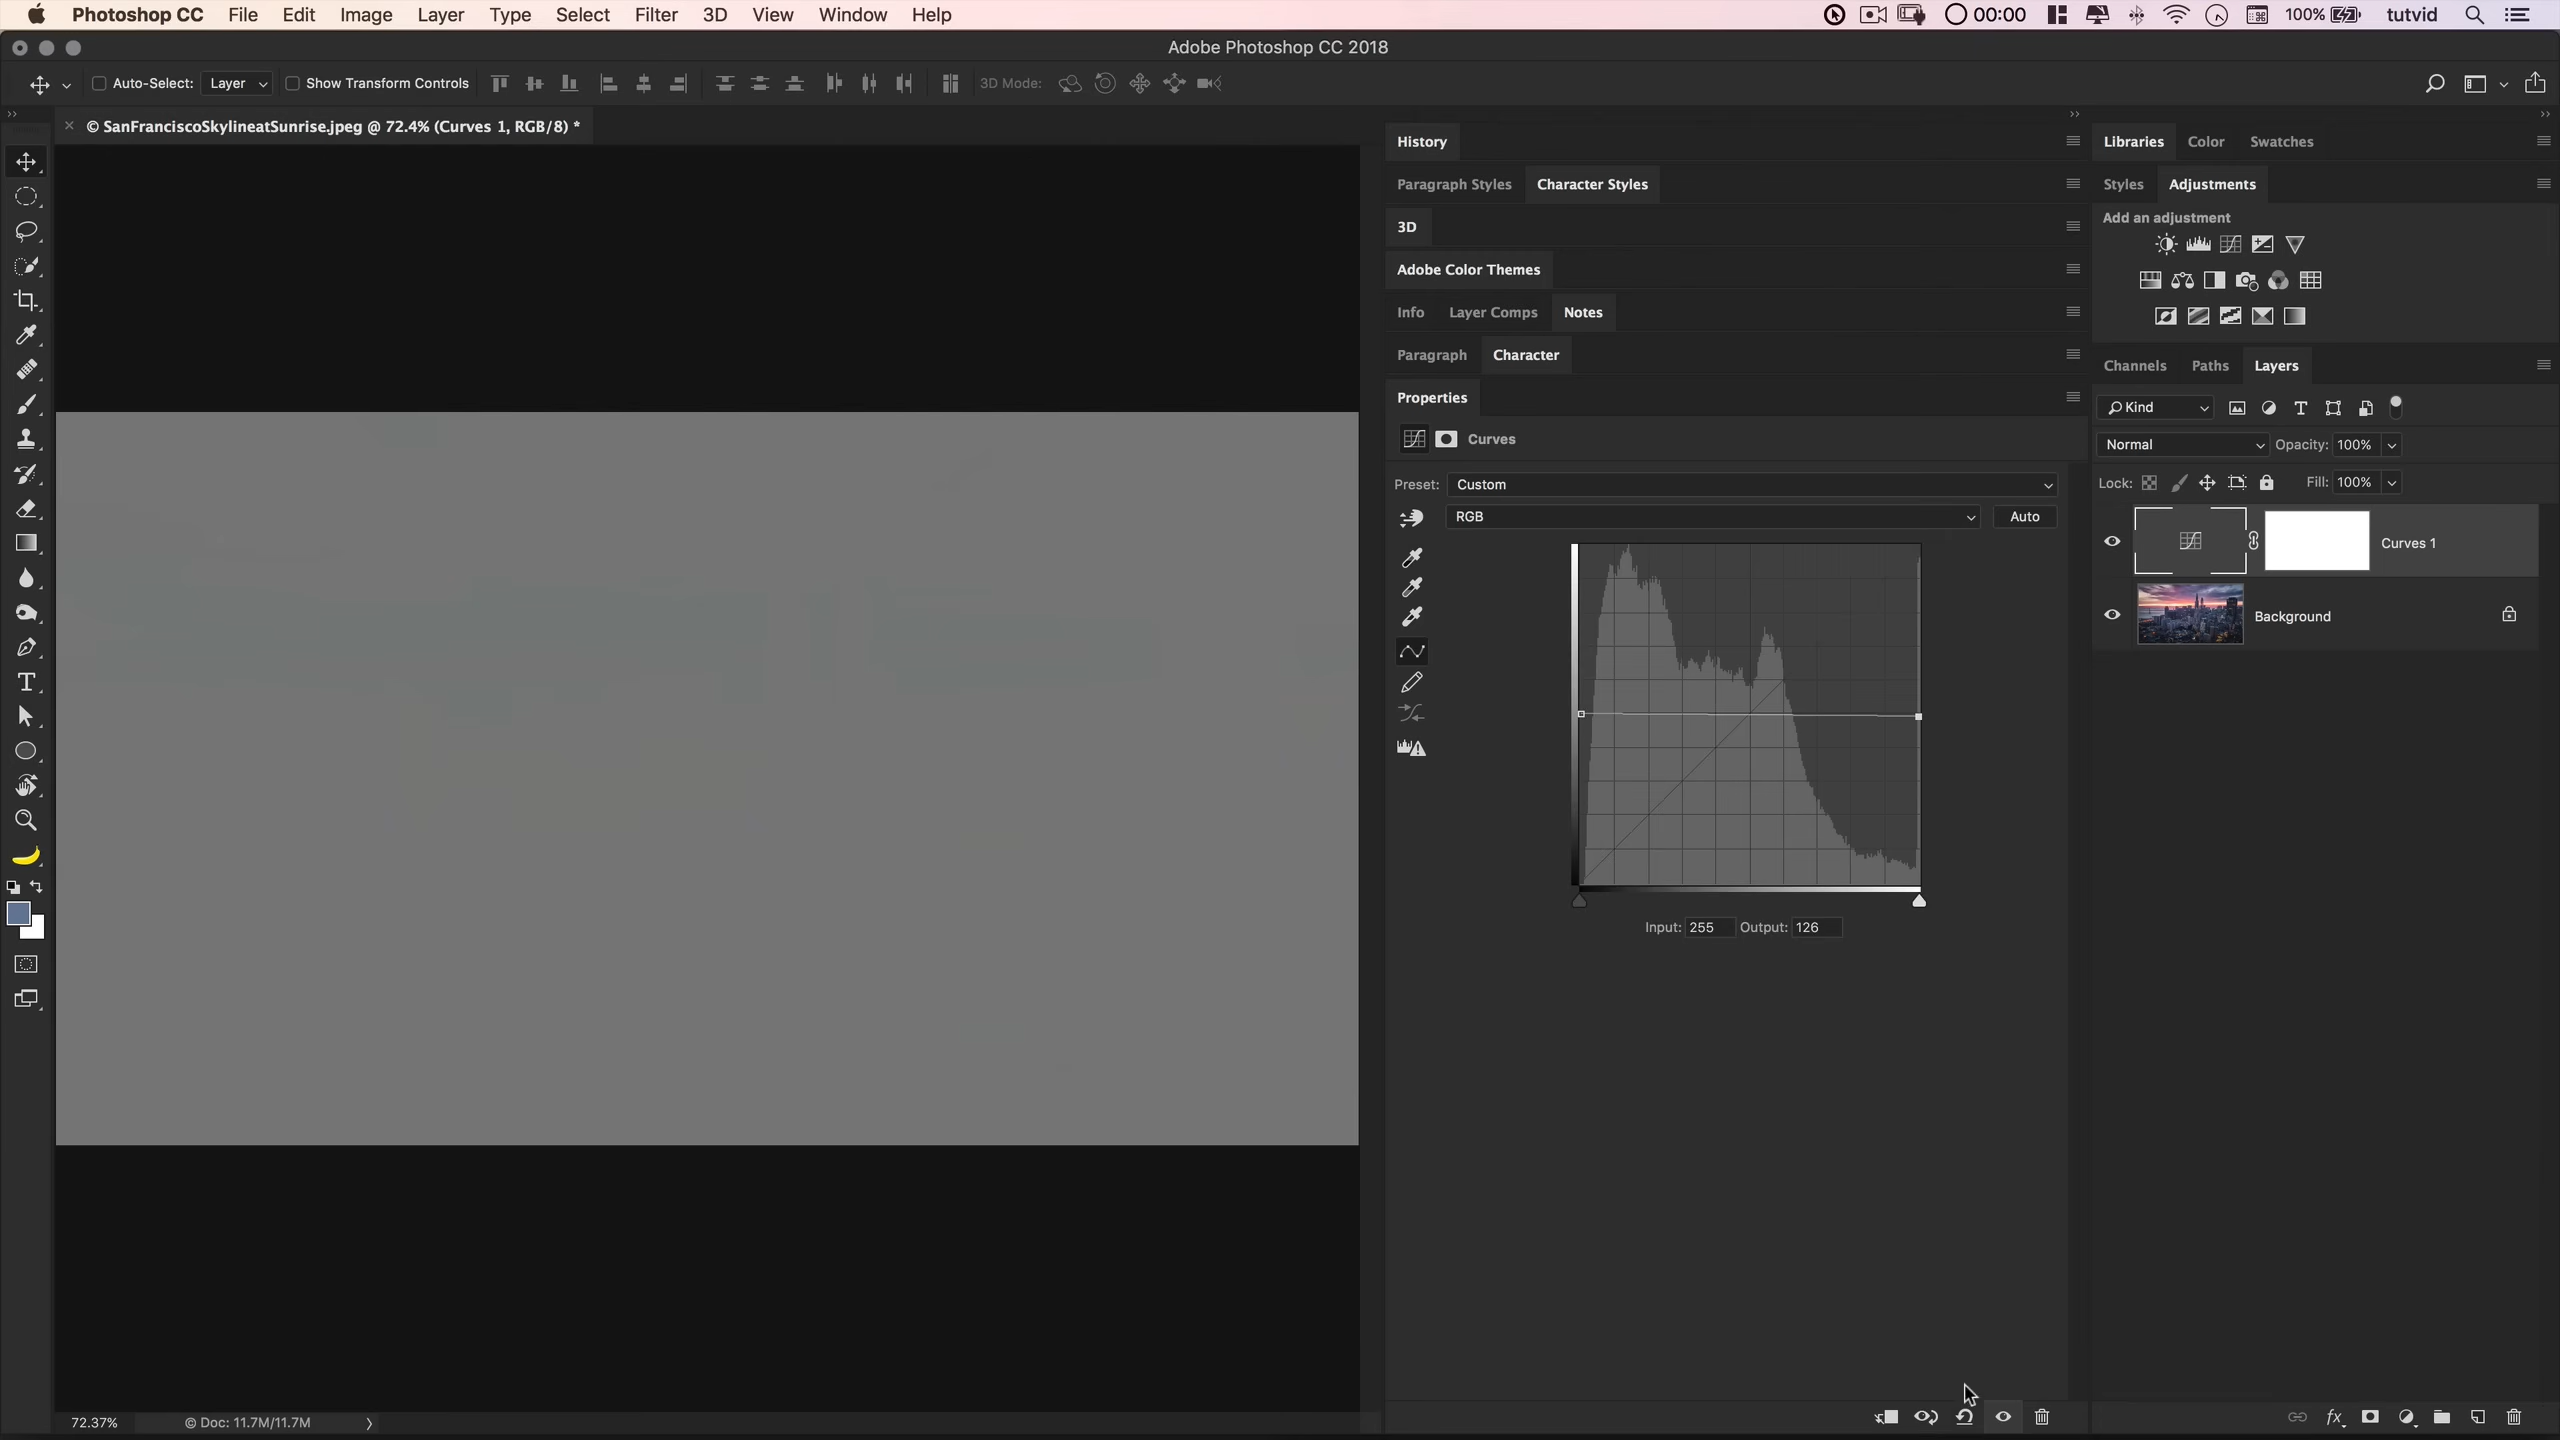 Photoshop CC File Edit Image Layer Type Select Filter 3D View Window Help 00:00 100% tutvid
Adobe Photoshop CC 2018
Auto-Select: Layer Show Transform Controls 3D Mode:
© SanFranciscoSkylineatSunrise.jpeg @ 72.4% (Curves 1, RGB/8) *
History
Paragraph Styles Character Styles
3D
Adobe Color Themes
Info Layer Comps Notes
Paragraph Character
Properties
Curves
Preset: Custom
RGB Auto
Input: 255 Output: 126
Libraries Color Swatches
Styles Adjustments
Add an adjustment
Channels Paths Layers
Kind
Normal Opacity: 100%
Lock: Fill: 100%
Curves 1
Background
72.37% © Doc: 11.7M/11.7M
fx